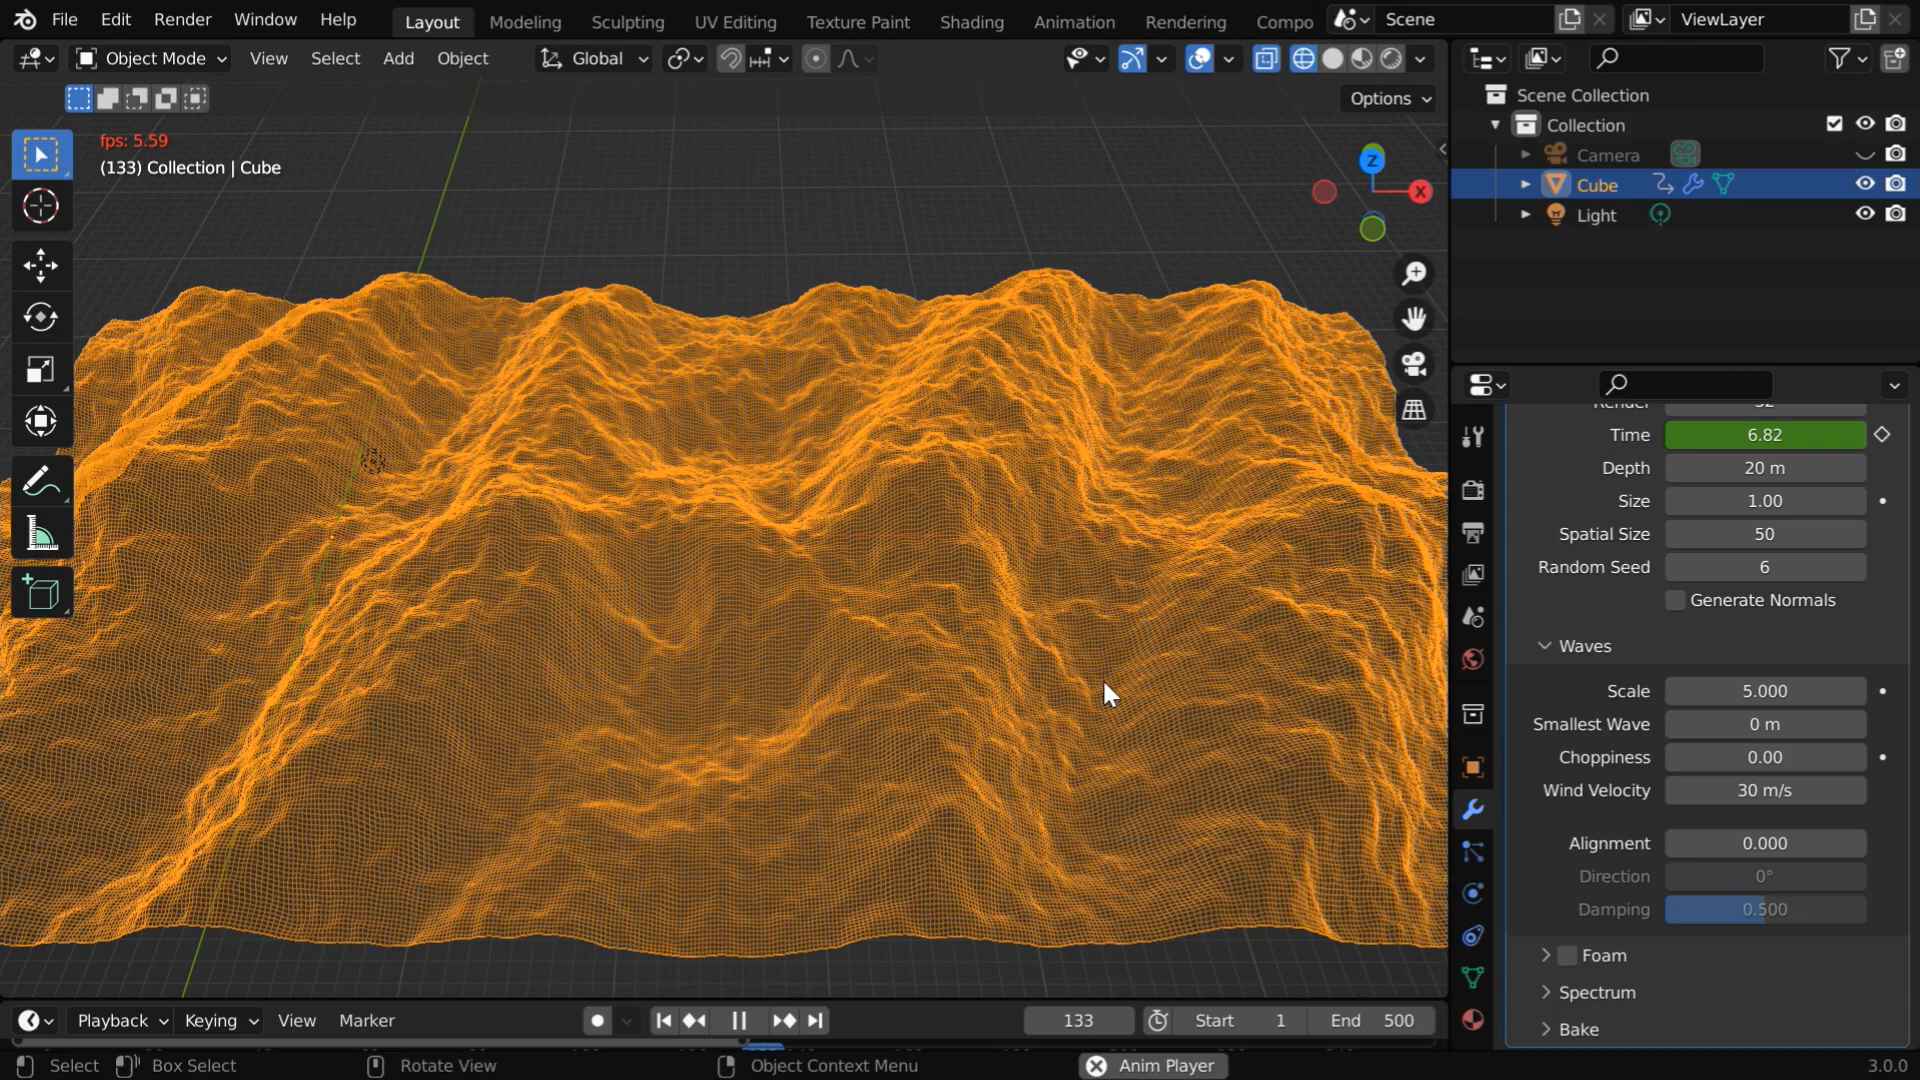 File Edit Render Window Help Layout Modeling Sculpting UV Editing Texture Paint Shading Animation Rendering Compo Scene ViewLayer
Object Mode View Select Add Object Global
Options
fps: 5.59
(133) Collection | Cube
Z
X
Scene Collection
Collection
Camera
Cube
Light
Time 6.82
Depth 20 m
Size 1.00
Spatial Size 50
Random Seed 6
Generate Normals
Waves
Scale 5.000
Smallest Wave 0 m
Choppiness 0.00
Wind Velocity 30 m/s
Alignment 0.000
Direction 0°
Damping 0.500
Foam
Spectrum
Bake
Playback Keying View Marker 133 Start 1 End 500
Select Box Select Rotate View Object Context Menu Anim Player 3.0.0